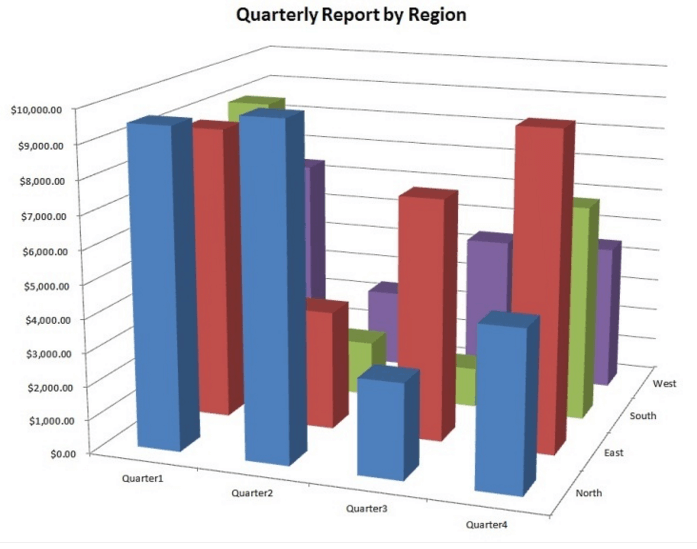 Quarterly Report by Region
$10,000.00
$9,000.00
$8,000.00
$7,000.00
$6,000.00
$5,000.00
$4,000.00
$3,000.00
$2,000.00
$1,000.00
$0.00
Quarter1
Quarter2
Quarter3
Quarter4
West
South
East
North